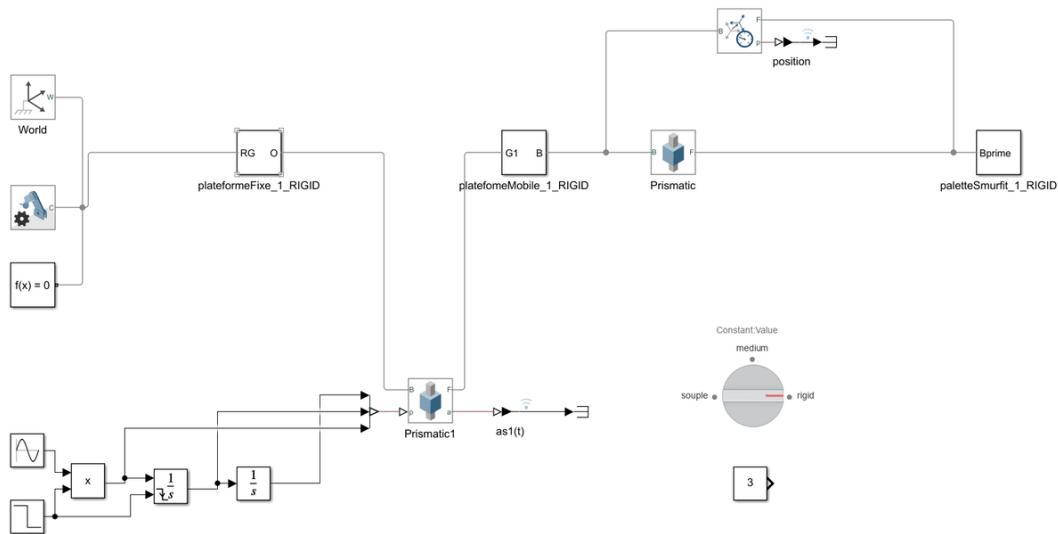 F
B
p
position
W
World
RG O
plateformeFixe_1_RIGID
G1 B
platefomeMobile_1_RIGID
B F
Prismatic
Bprime
paletteSmurfit_1_RIGID
C
f(x) = 0
Constant:Value
medium
souple
rigid
B F
p a
Prismatic1
as1(t)
x
1
s
1
s
3